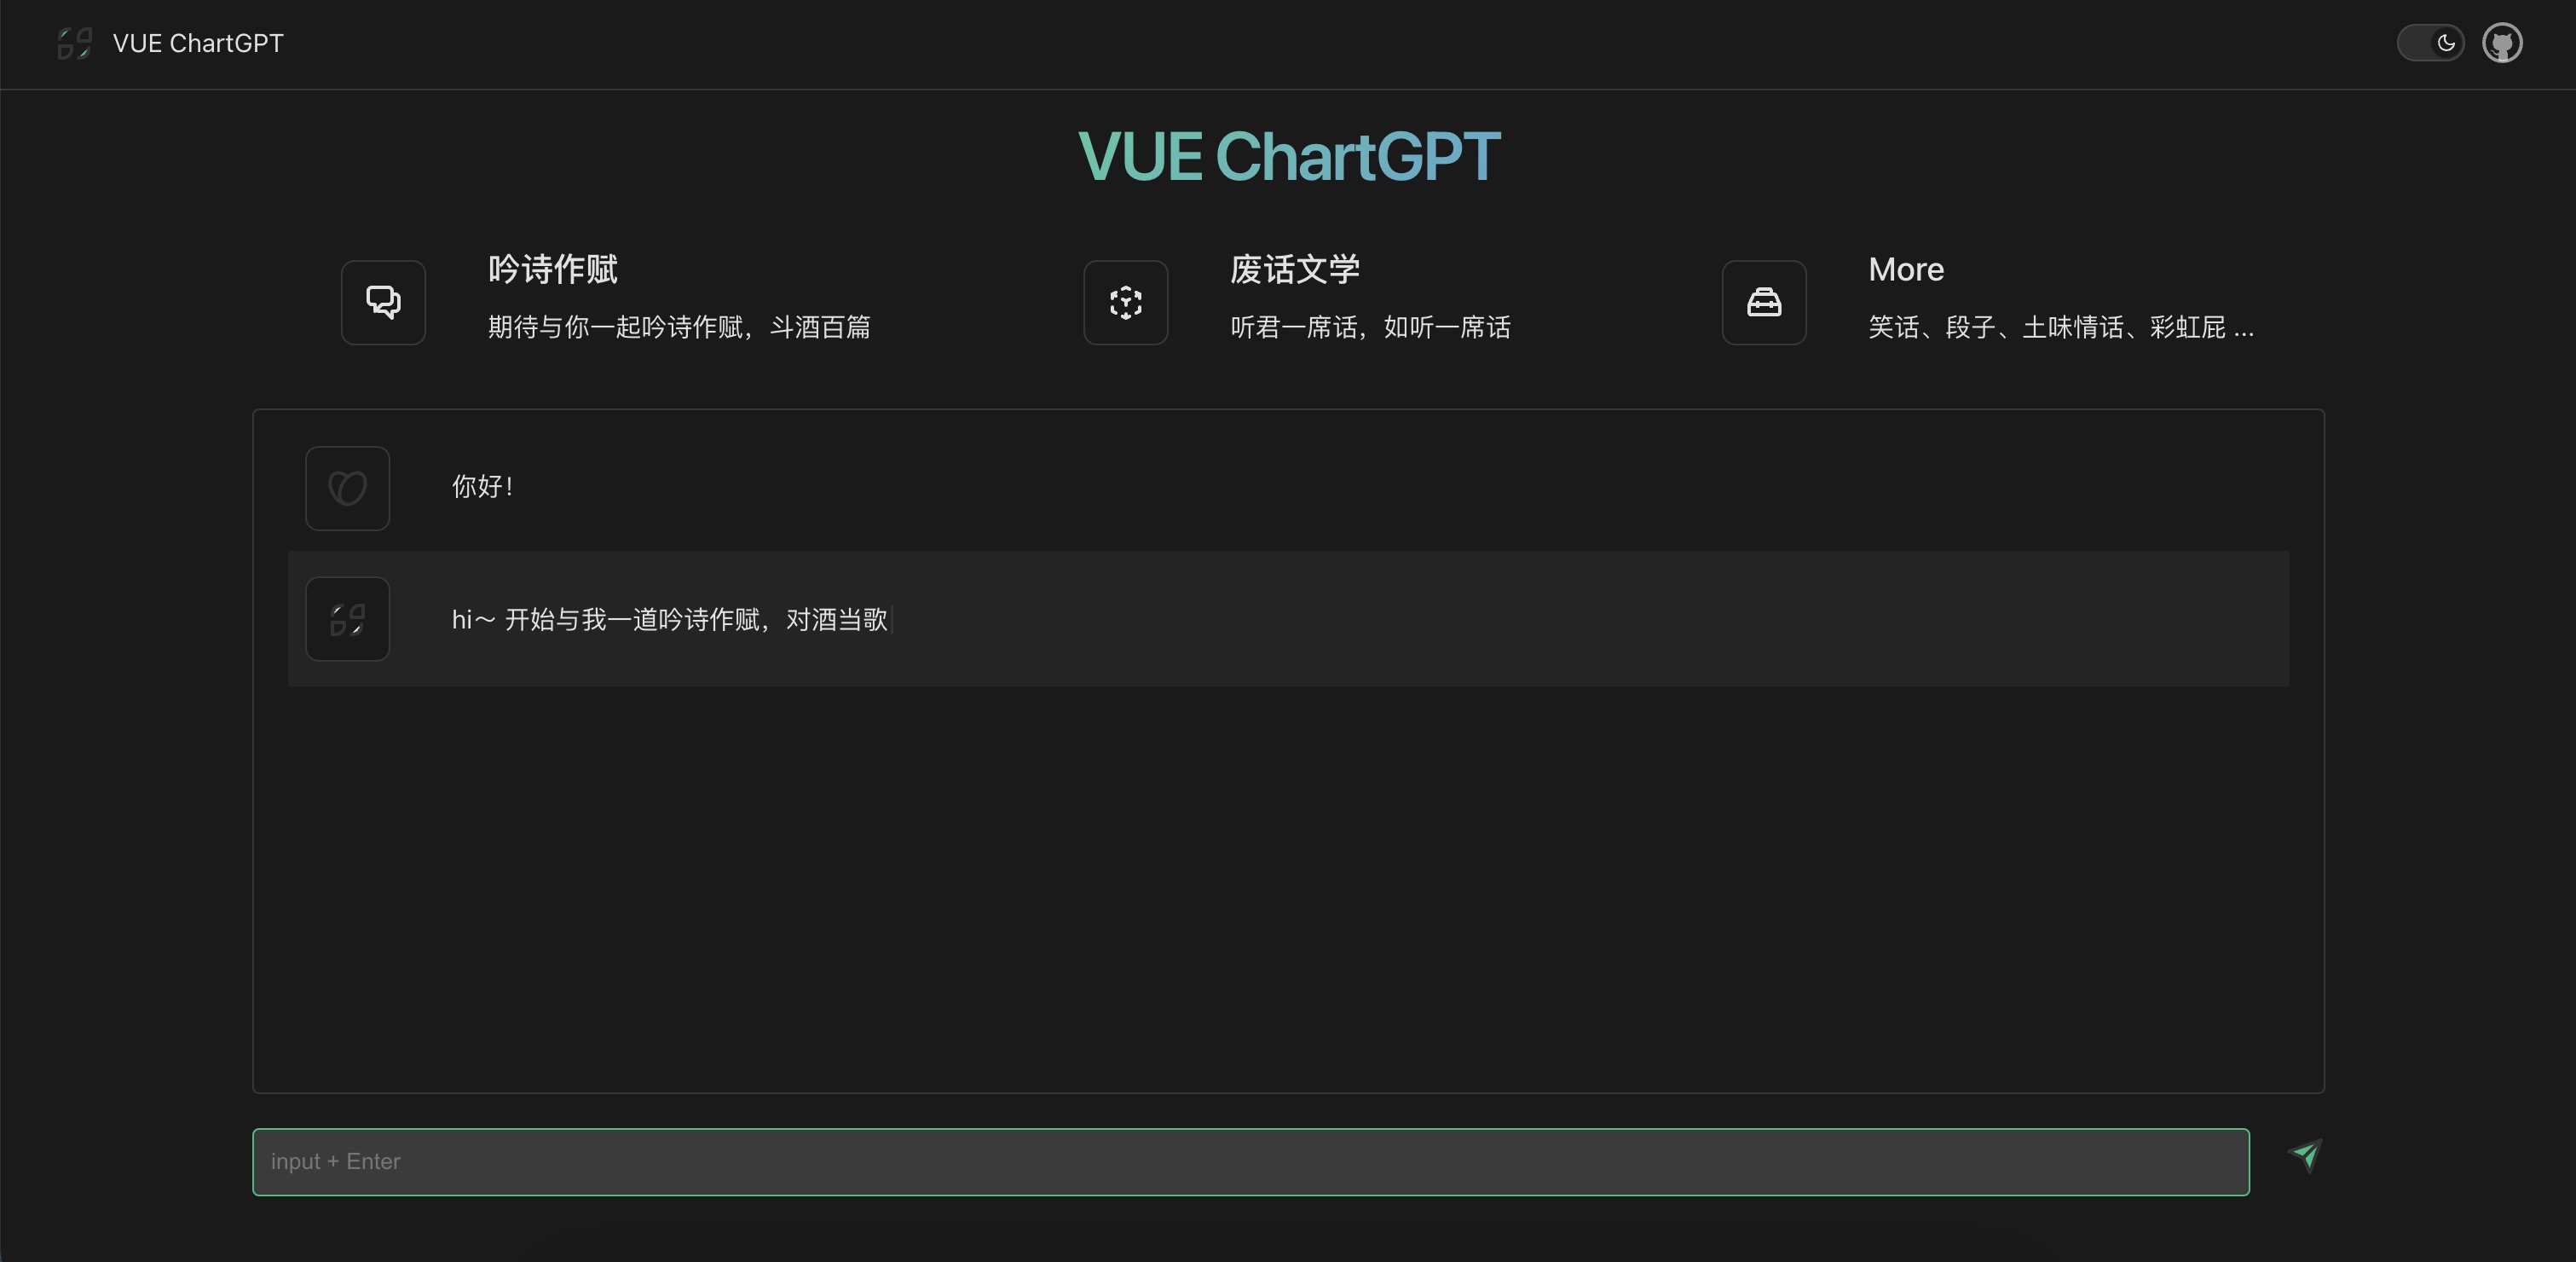 VUE ChartGPT
VUE ChartGPT
吟诗作赋
期待与你一起吟诗作赋，斗酒百篇
废话文学
听君一席话，如听一席话
More
笑话、段子、土味情话、彩虹屁 ...
你好！
hi～ 开始与我一道吟诗作赋，对酒当歌
input + Enter